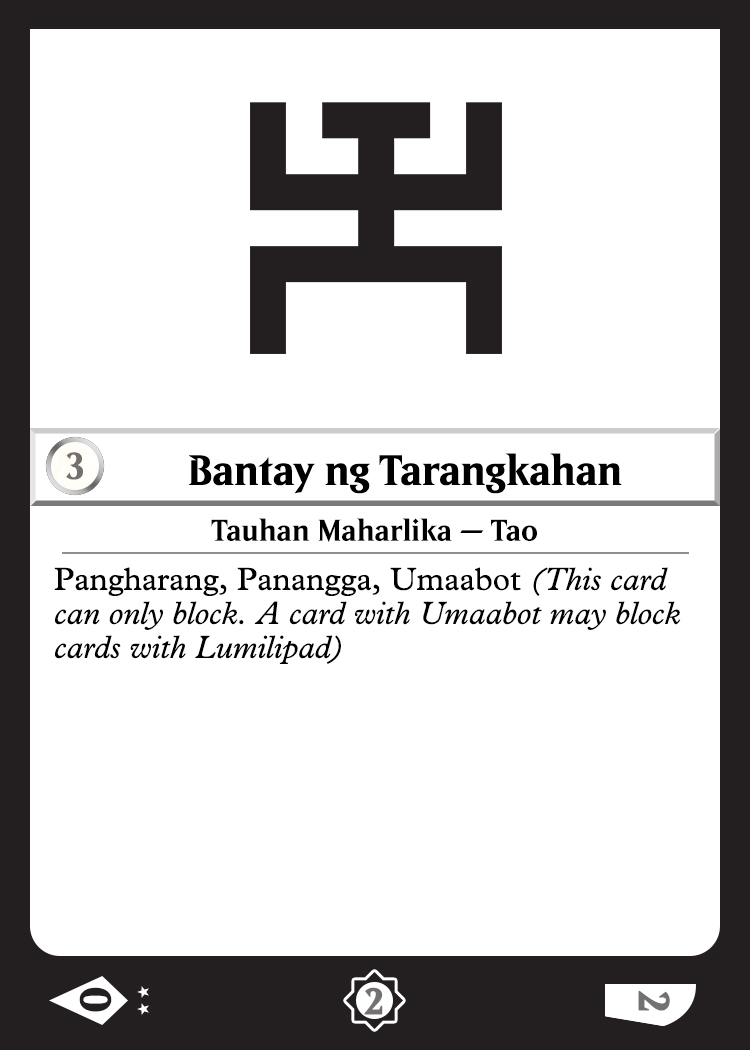 3
Bantay ng Tarangkahan
Tauhan Maharlika — Tao
Pangharang, Panangga, Umaabot (This card
can only block. A card with Umaabot may block
cards with Lumilipad)
0
2
2